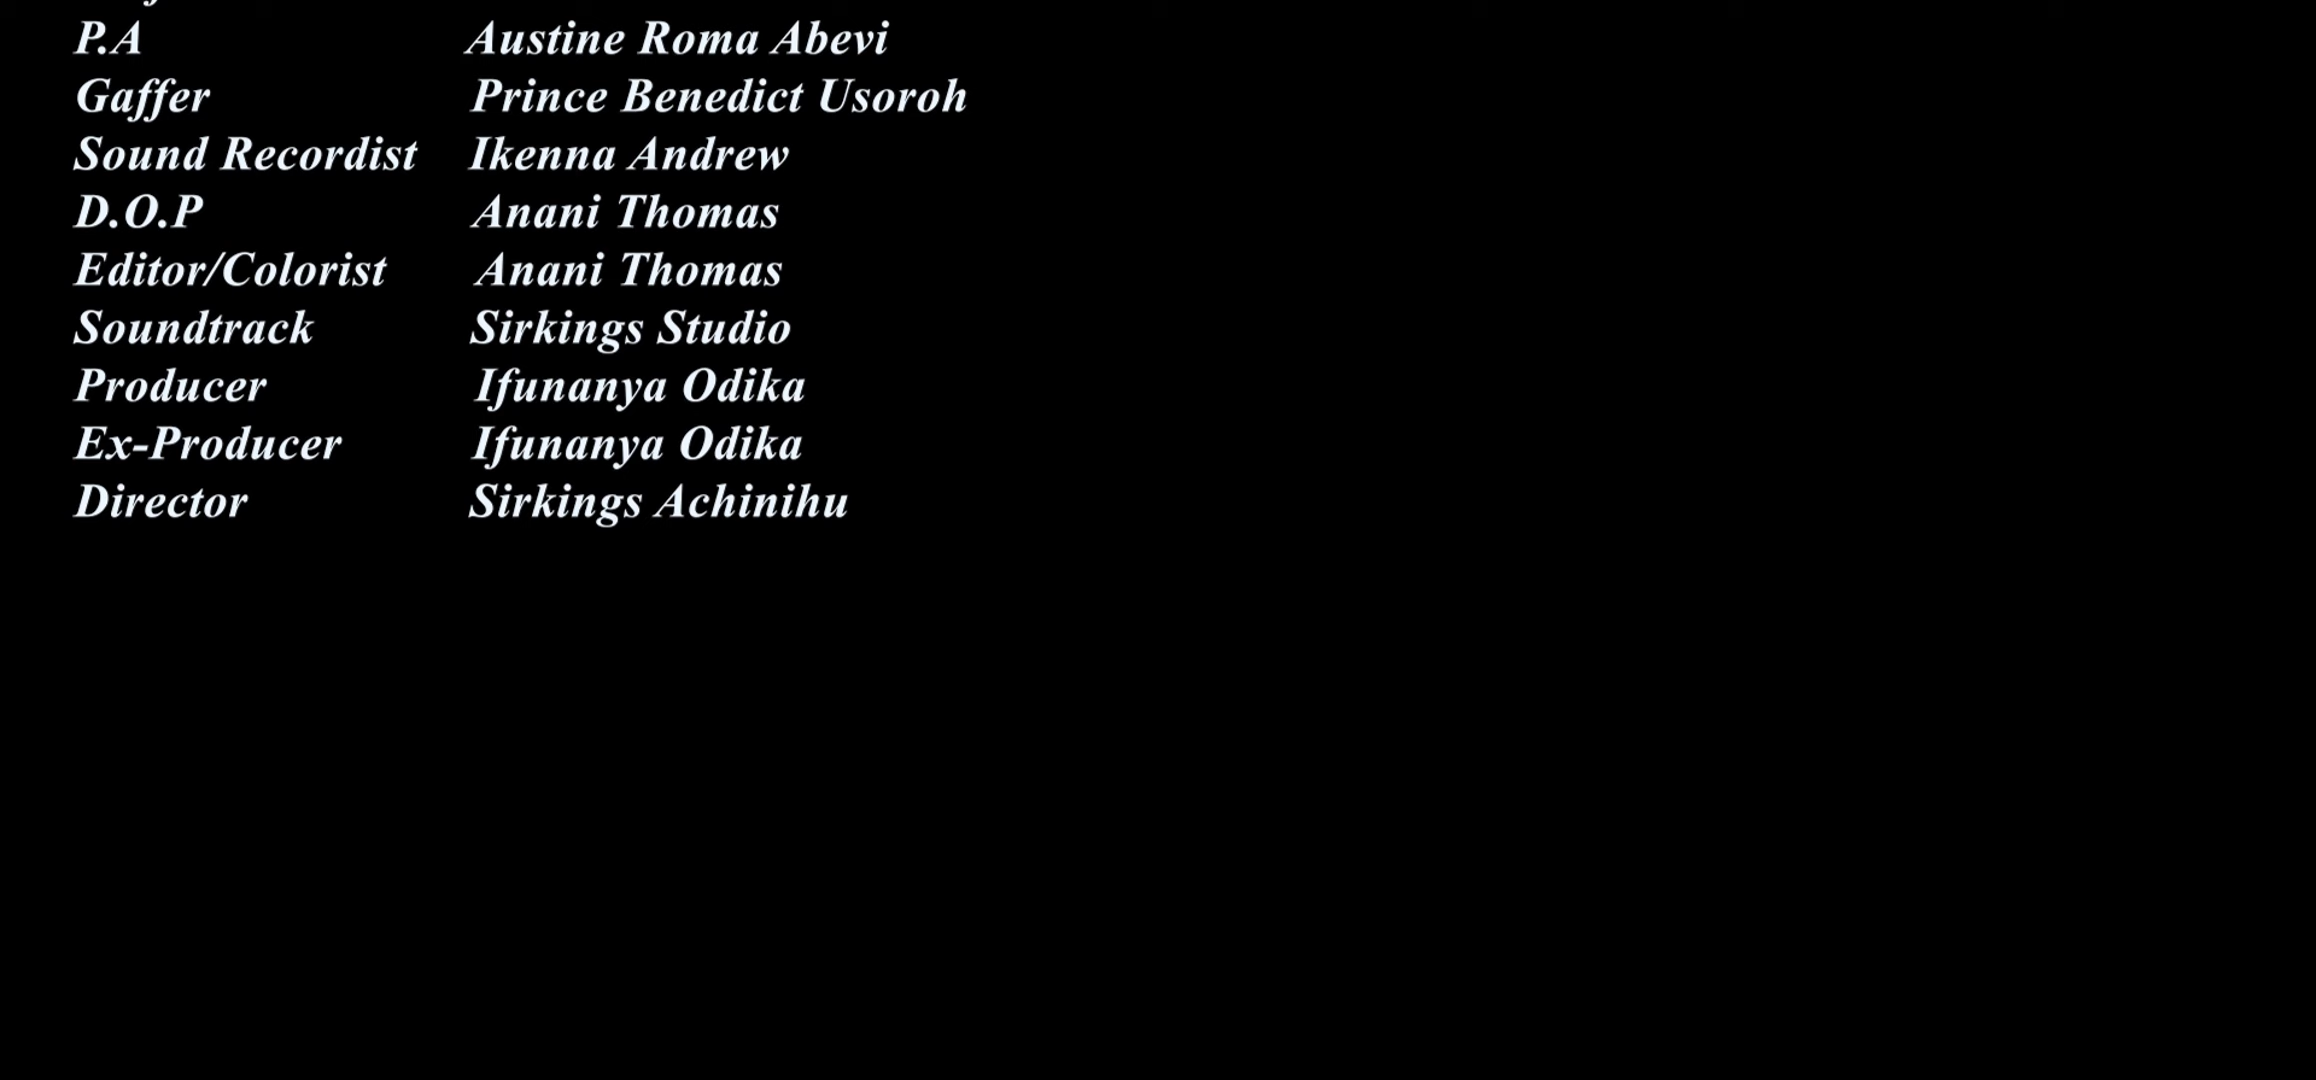 P.A Austine Roma Abevi
Gaffer Prince Benedict Usoroh
Sound Recordist Ikenna Andrew
D.O.P Anani Thomas
Editor/Colorist Anani Thomas
Soundtrack Sirkings Studio
Producer Ifunanya Odika
Ex-Producer Ifunanya Odika
Director Sirkings Achinihu